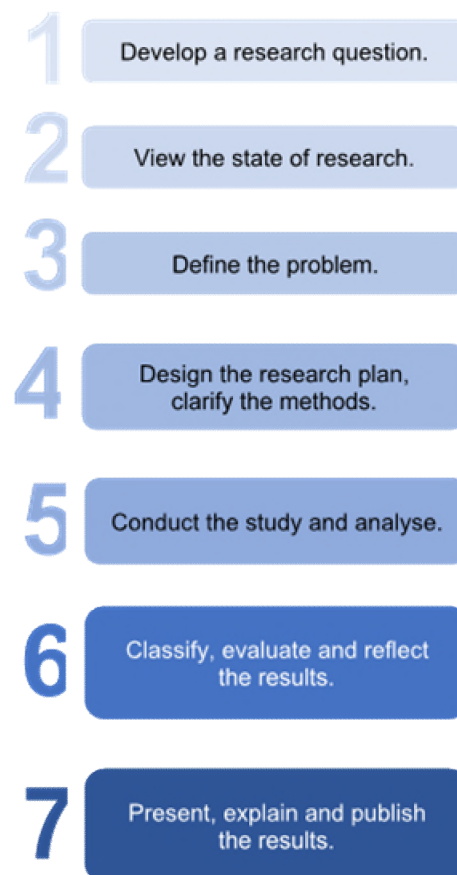 1
Develop a research question.
2
View the state of research.
3
Define the problem.
4
Design the research plan,
clarify the methods.
5
Conduct the study and analyse.
6
Classify, evaluate and reflect
the results.
7
Present, explain and publish
the results.